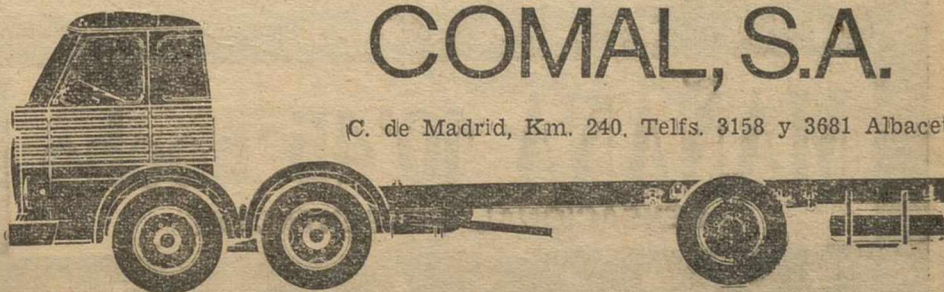 COMAL, S.A.
C. de Madrid, Km. 240. Telfs. 3158 y 3681